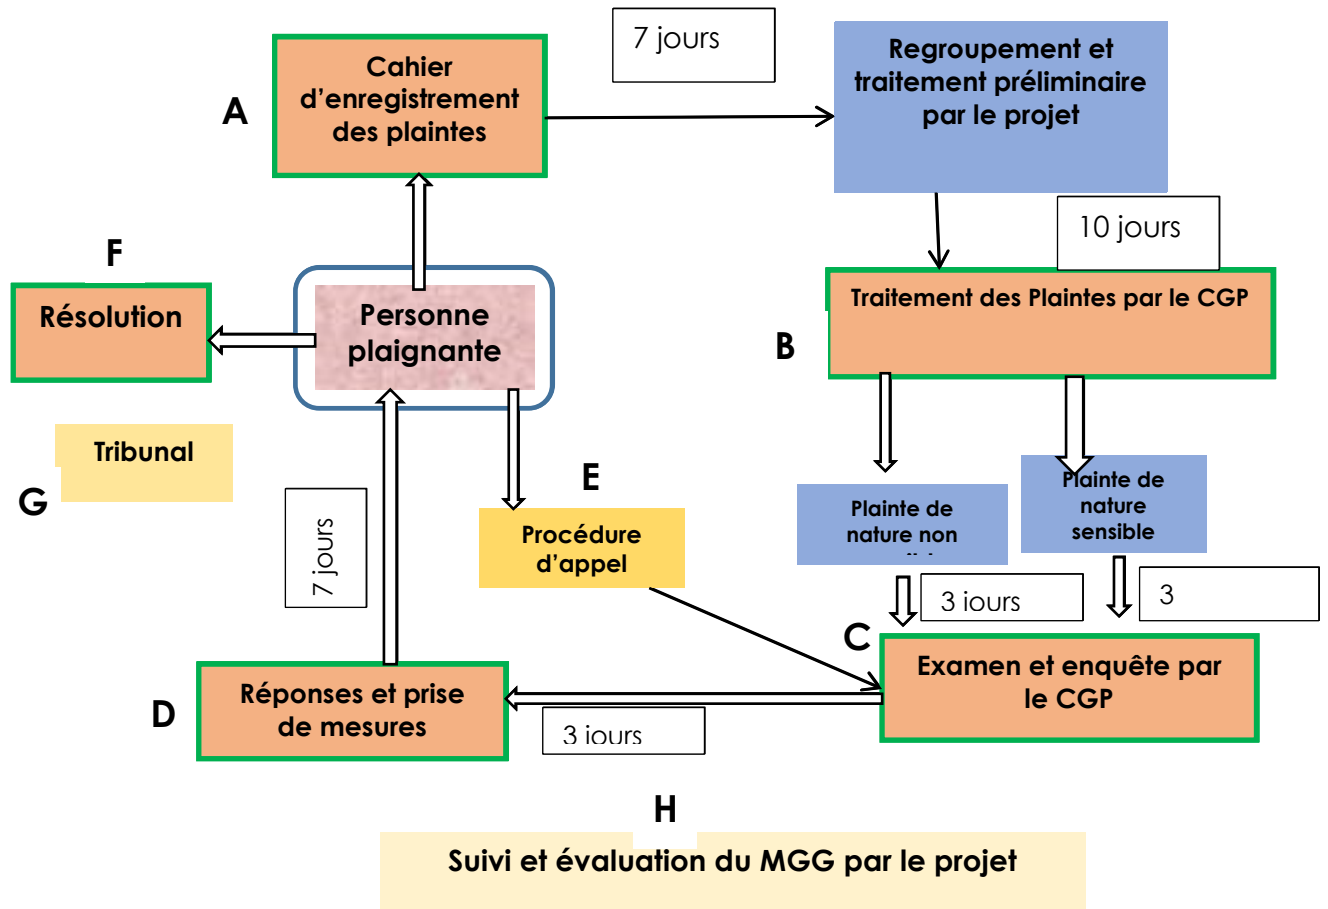 7 jours
Cahier
d'enregistrement
des plaintes
A
Regroupement et
traitement préliminaire
par le projet
10 jours
F
Résolution
Personne
plaignante
Traitement des Plaintes par le CGP
B
Tribunal
G
E
Procédure
d'appel
7 jours
Plainte de
nature non
Plainte de
nature
sensible
3 jours
3
C
Examen et enquête par
le CGP
D
Réponses et prise
de mesures
3 jours
H
Suivi et évaluation du MGG par le projet